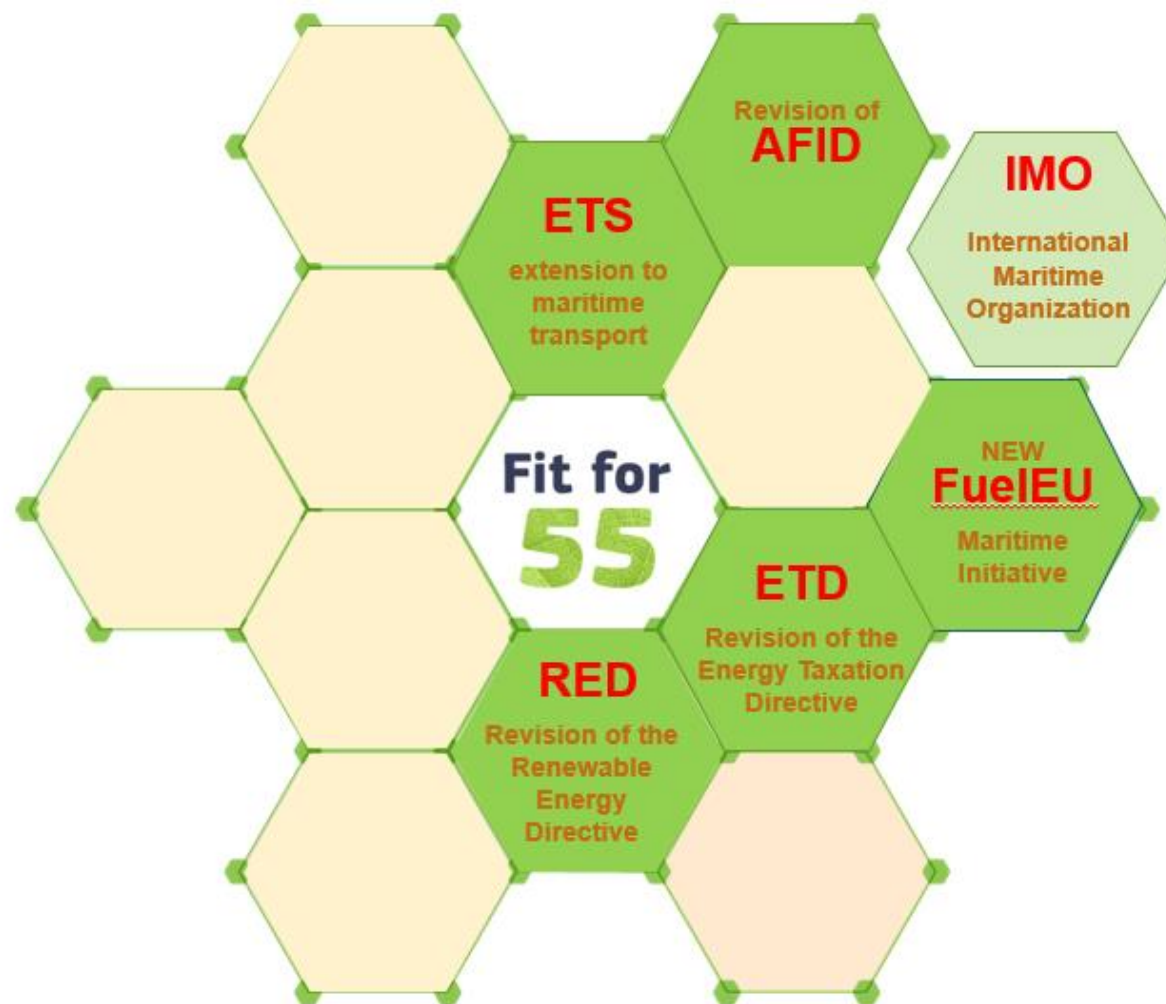 Revision of
AFID
IMO
International
Maritime
Organization
ETS
extension to
maritime
transport
Fit for
55
NEW
FuelEU
Maritime
Initiative
ETD
Revision of the
Energy Taxation
Directive
RED
Revision of the
Renewable
Energy
Directive